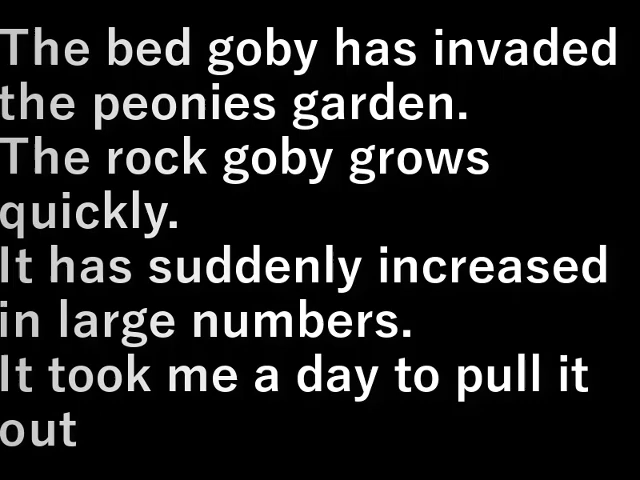 The bed goby has invaded
the peonies garden.
The rock goby grows
quickly.
It has suddenly increased
in large numbers.
It took me a day to pull it
out